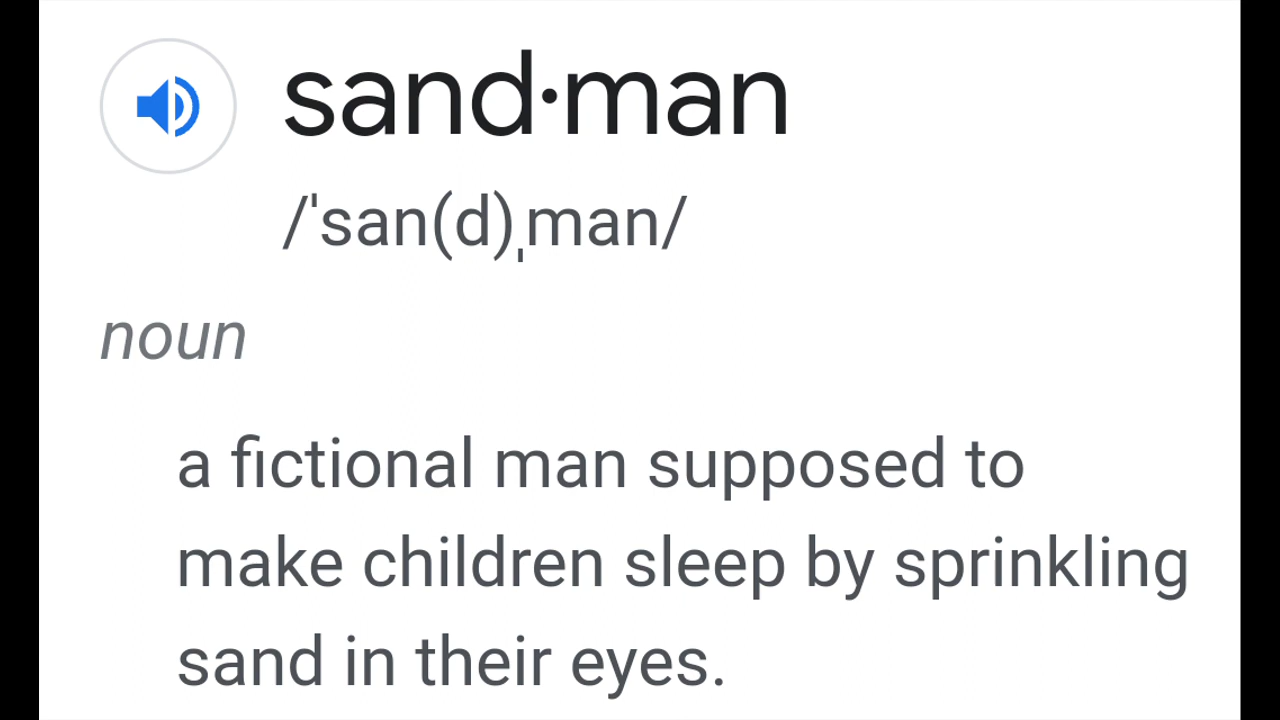 sand·man
/ˈsan(d)ˌman/
noun
a fictional man supposed to
make children sleep by sprinkling
sand in their eyes.